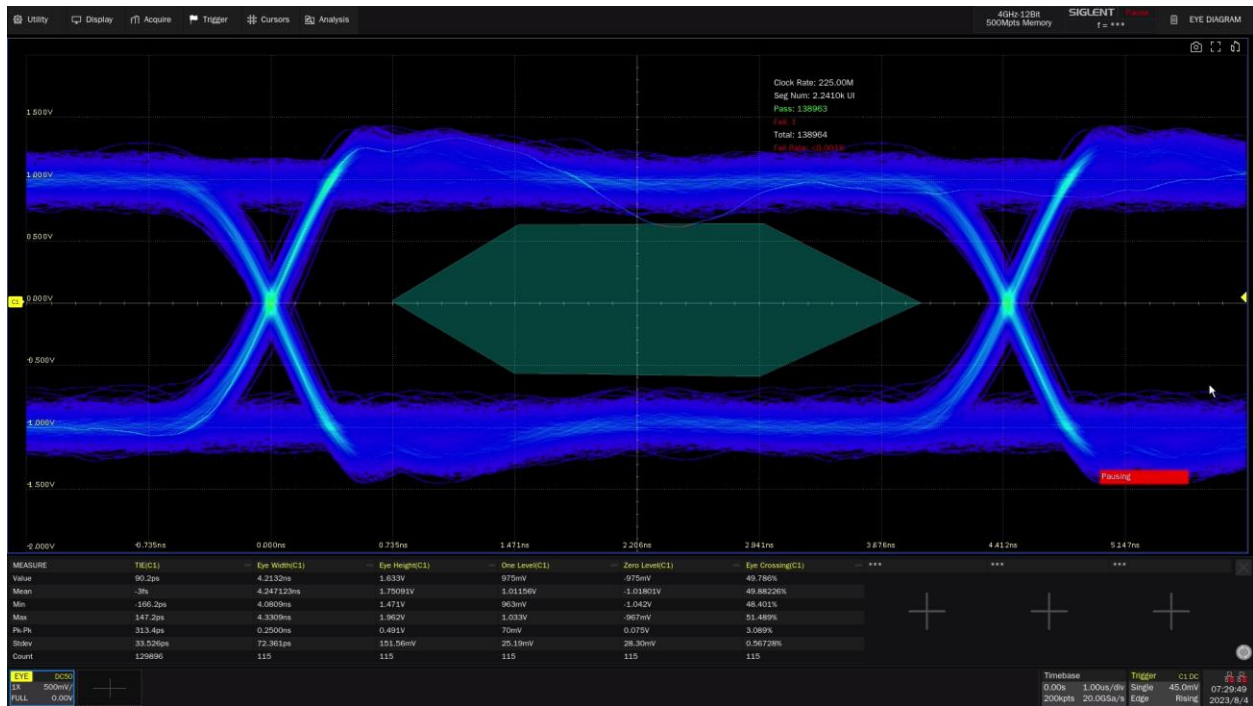 Utility Display Acquire Trigger Cursors Analysis 4GHz-12Bit SIGLENT Pause EYE DIAGRAM
500Mpts Memory f = ***
Clock Rate: 225.00M
Seg Num: 2.2410k UI
Pass: 138963
Fail: 1
Total: 138964
Fail Rate: <0.001%
1.500V
1.000V
0.500V
C1 0.000V
-0.500V
-1.000V
-1.500V
Pausing
-2.000V -0.735ns 0.000ns 0.735ns 1.471ns 2.206ns 2.941ns 3.676ns 4.412ns 5.147ns
MEASURE TIE(C1) Eye Width(C1) Eye Height(C1) One Level(C1) Zero Level(C1) Eye Crossing(C1) *** *** ***
Value 90.2ps 4.2132ns 1.633V 975mV -975mV 49.786%
Mean -3fs 4.247123ns 1.75091V 1.01156V -1.01801V 49.88226%
Min -166.2ps 4.0809ns 1.471V 963mV -1.042V 48.401%
Max 147.2ps 4.3309ns 1.962V 1.033V -967mV 51.489%
Pk-Pk 313.4ps 0.2500ns 0.491V 70mV 0.075V 3.089%
Stdev 33.526ps 72.361ps 151.56mV 25.19mV 28.30mV 0.56728%
Count 129896 115 115 115 115 115
EYE DC50
1X 500mV/
FULL 0.00V
Timebase
0.00s 1.00us/div
200kpts 20.0GSa/s
Trigger C1 DC
Single 45.0mV
Edge Rising
07:29:49
2023/8/4